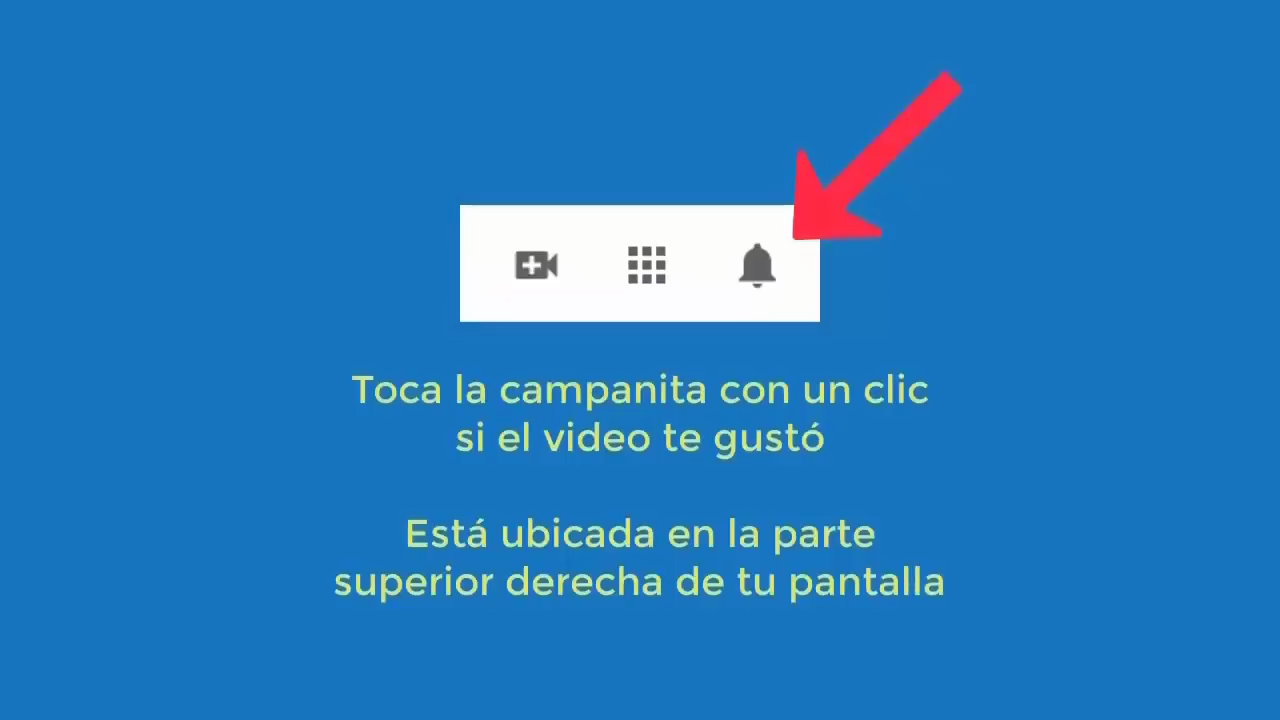 Toca la campanita con un clic
si el video te gustó
Está ubicada en la parte
superior derecha de tu pantalla